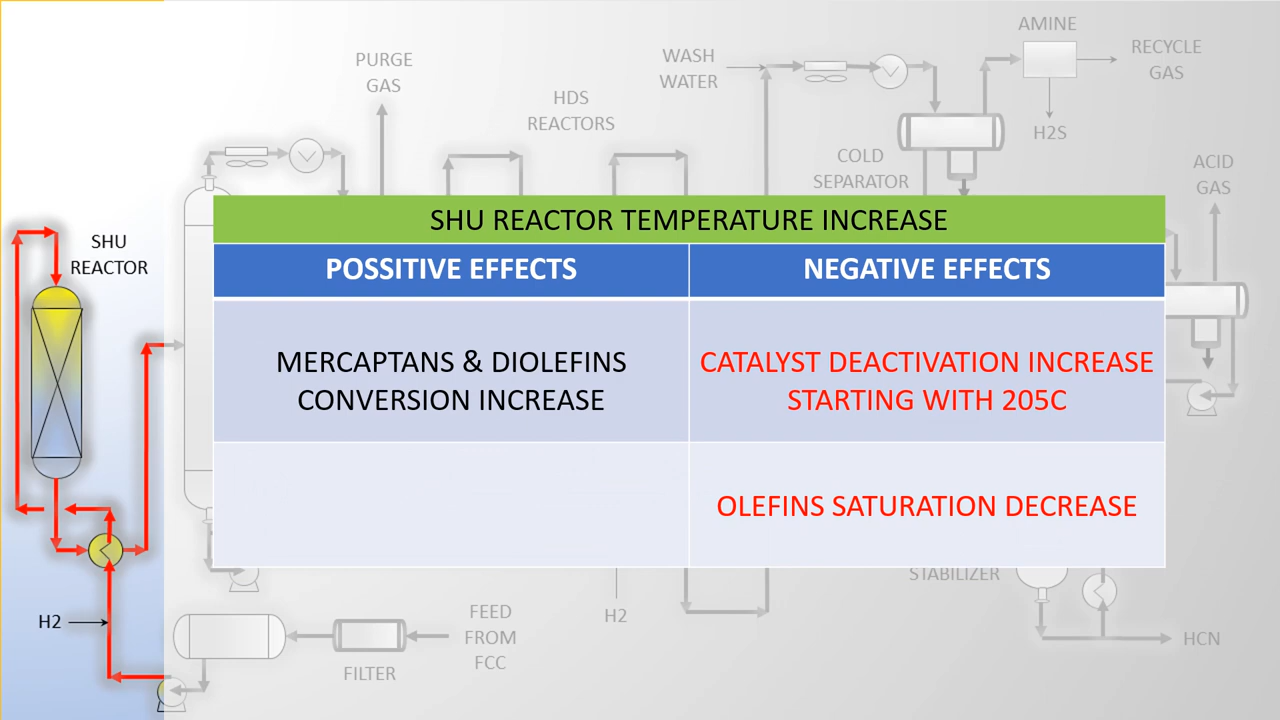 AMINE
PURGE
GAS
WASH
WATER
RECYCLE
GAS
HDS
REACTORS
H2S
COLD
SEPARATOR
ACID
GAS
SHU
REACTOR
SHU REACTOR TEMPERATURE INCREASE
POSSITIVE EFFECTS
NEGATIVE EFFECTS
MERCAPTANS & DIOLEFINS
CONVERSION INCREASE
CATALYST DEACTIVATION INCREASE
STARTING WITH 205C
OLEFINS SATURATION DECREASE
STABILIZER
H2
H2
FEED
FROM
FCC
FILTER
HCN